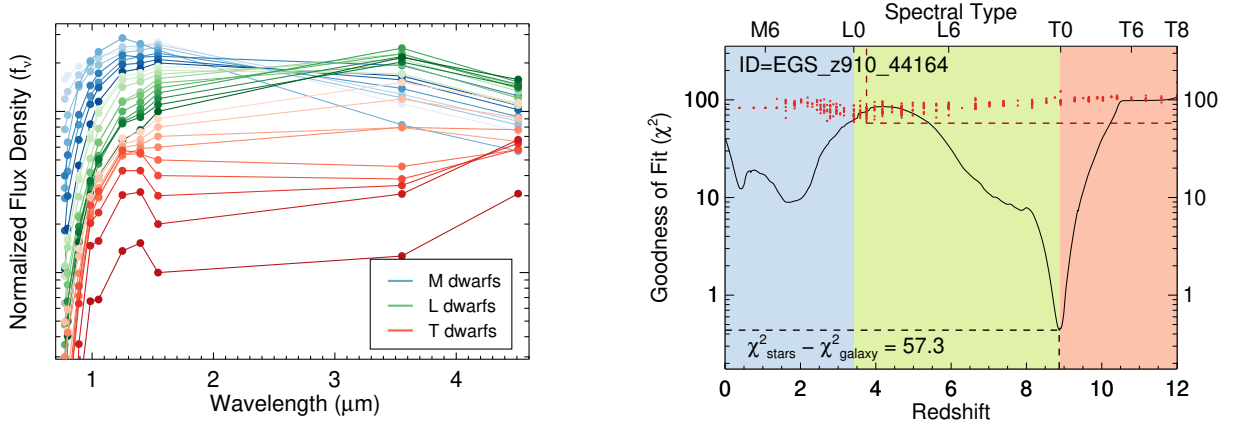 Normalized Flux Density (fν)
M dwarfs
L dwarfs
T dwarfs
1 2 3 4
Wavelength (μm)
Spectral Type
M6 L0 L6 T0 T6 T8
ID=EGS_z910_44164
Goodness of Fit (χ²)
100 100
10 10
1 1
χ²stars − χ²galaxy = 57.3
0 2 4 6 8 10 12
Redshift